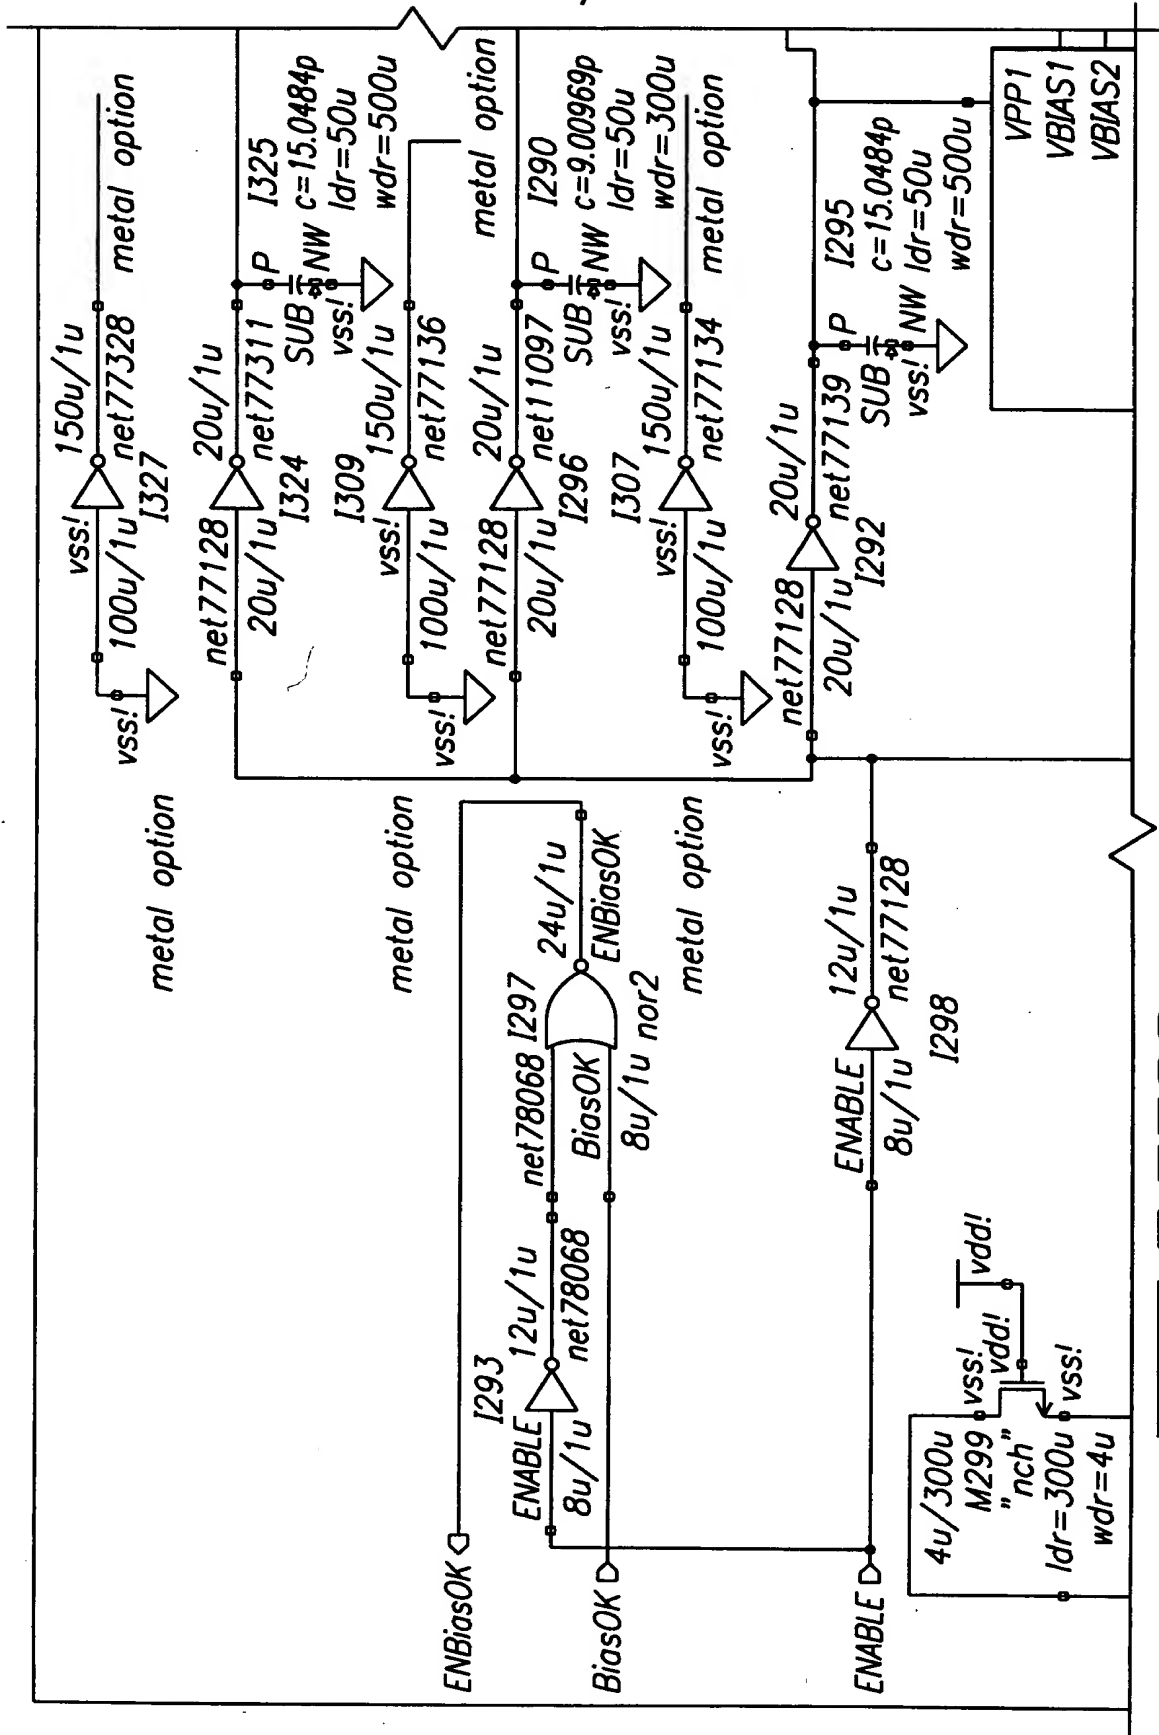 150u/1u
vss!
net77328
metal option
100u/1u
I327
vss!
metal option
20u/1u
I325
net77128
net77311
P
c=15.0484p
20u/1u
I324
SUB
NW
ldr=50u
vss!
wdr=500u
I309
150u/1u
vss!
net77136
metal option
100u/1u
vss!
metal option
20u/1u
I290
net77128
net11097
P
c=9.00969p
20u/1u
I296
SUB
NW
ldr=50u
vss!
wdr=300u
I307
150u/1u
vss!
net77134
metal option
100u/1u
vss!
metal option
20u/1u
I295
net77128
net77139
P
c=15.0484p
20u/1u
I292
SUB
NW
ldr=50u
vss!
wdr=500u
VPP1
VBIAS1
VBIAS2
ENBiasOK
I293
12u/1u
net78068
I297
24u/1u
ENABLE
net78068
BiasOK
ENBiasOK
8u/1u
8u/1u
nor2
BiasOK
12u/1u
ENABLE
net77128
8u/1u
I298
ENABLE
4u/300u
vss!
vdd!
M299
vdd!
"nch"
ldr=300u
vss!
wdr=4u